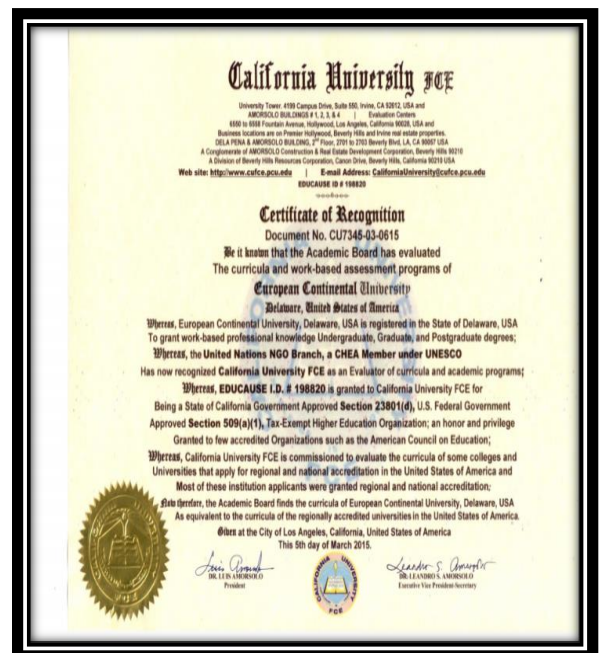 California University FCE
University Tower, 4199 Campus Drive, Suite 550, Irvine, CA 92612, USA and
AMORSOLO BUILDINGS # 1, 2, 3, & 4 | Evaluation Centers
6550 to 6558 Fountain Avenue, Hollywood, Los Angeles, California 90028, USA and
Business locations are on Premier Hollywood, Beverly Hills and Irvine real estate properties.
DELA PENA & AMORSOLO BUILDING, 2nd Floor, 2701 to 2703 Beverly Blvd, LA, CA 90057 USA
A Conglomerate of AMORSOLO Construction & Real Estate Development Corporation, Beverly Hills 90210
A Division of Beverly Hills Resources Corporation, Canon Drive, Beverly Hills, California 90210 USA
Web site: http://www.cufce.pcu.edu | E-mail Address: CaliforniaUniversity@cufce.pcu.edu
EDUCAUSE ID # 198820
Certificate of Recognition
Document No. CU7345-03-0615
Be it known that the Academic Board has evaluated
The curricula and work-based assessment programs of
European Continental University
Delaware, United States of America
Whereas, European Continental University, Delaware, USA is registered in the State of Delaware, USA
To grant work-based professional knowledge Undergraduate, Graduate, and Postgraduate degrees;
Whereas, the United Nations NGO Branch, a CHEA Member under UNESCO
Has now recognized California University FCE as an Evaluator of curricula and academic programs;
Whereas, EDUCAUSE I.D. # 198820 is granted to California University FCE for
Being a State of California Government Approved Section 23801(d), U.S. Federal Government
Approved Section 509(a)(1), Tax-Exempt Higher Education Organization; an honor and privilege
Granted to few accredited Organizations such as the American Council on Education;
Whereas, California University FCE is commissioned to evaluate the curricula of some colleges and
Universities that apply for regional and national accreditation in the United States of America and
Most of these institution applicants were granted regional and national accreditation;
Now therefore, the Academic Board finds the curricula of European Continental University, Delaware, USA
As equivalent to the curricula of the regionally accredited universities in the United States of America.
Given at the City of Los Angeles, California, United States of America
This 5th day of March 2015.
DR. LUIS AMORSOLO
President
CALIFORNIA UNIVERSITY
FCE
DR. LEANDRO S. AMORSOLO
Executive Vice President-Secretary